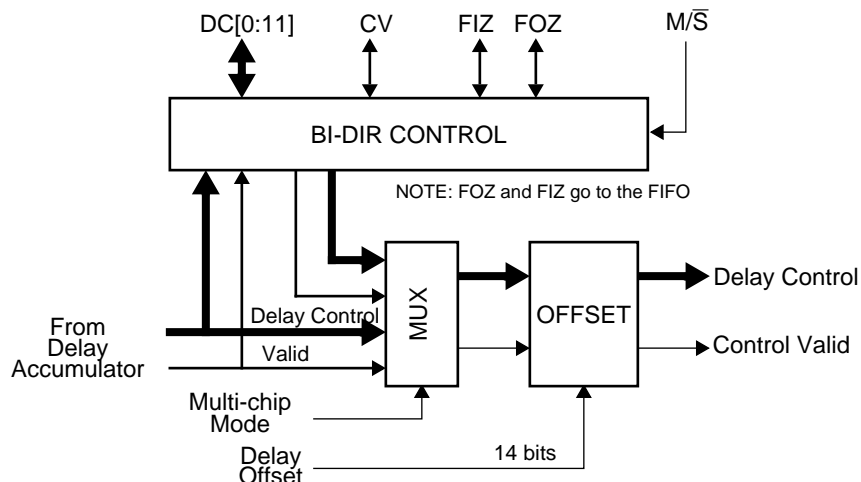 DC[0:11] CV FIZ FOZ M/S̅
BI-DIR CONTROL
NOTE: FOZ and FIZ go to the FIFO
MUX
OFFSET
Delay Control
Control Valid
Delay Control
Valid
From
Delay
Accumulator
Multi-chip
Mode
Delay
Offset
14 bits